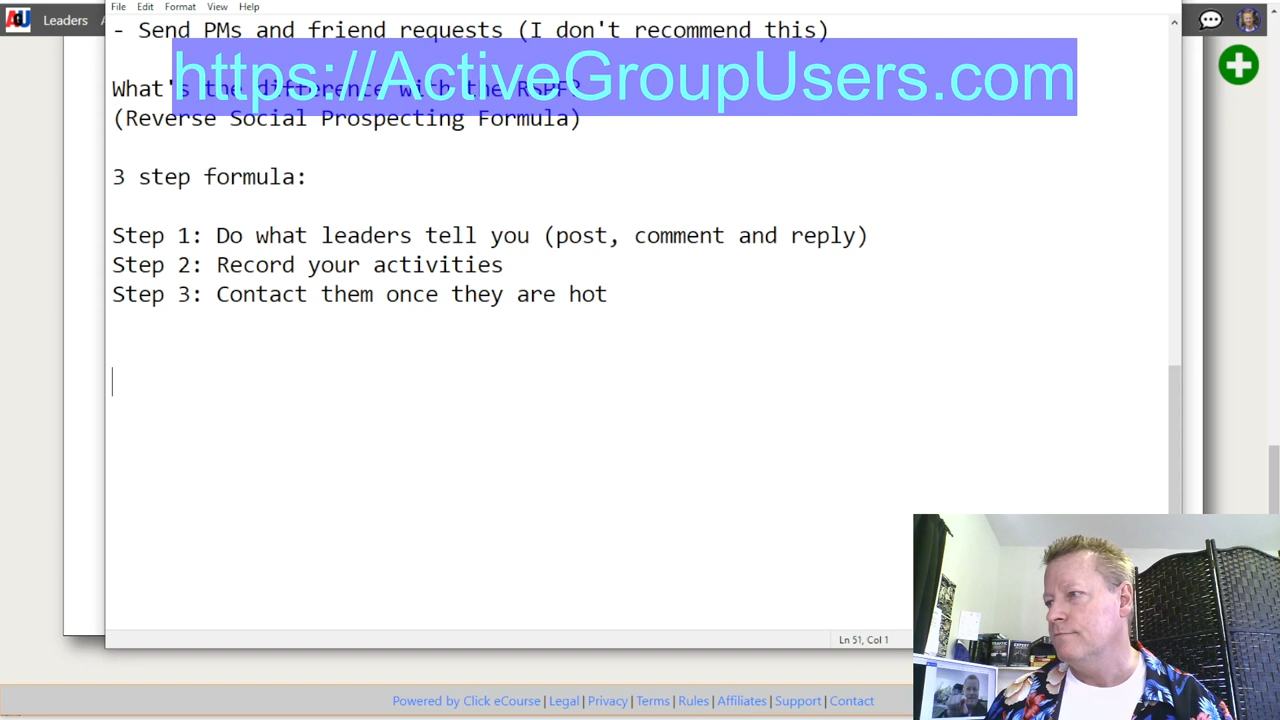 File Edit Format View Help
Leaders
- Send PMs and friend requests (I don't recommend this)
https://ActiveGroupUsers.com
What's the difference with the RSPF?
(Reverse Social Prospecting Formula)
3 step formula:
Step 1: Do what leaders tell you (post, comment and reply)
Step 2: Record your activities
Step 3: Contact them once they are hot
Ln 51, Col 1
Powered by Click eCourse | Legal | Privacy | Terms | Rules | Affiliates | Support | Contact